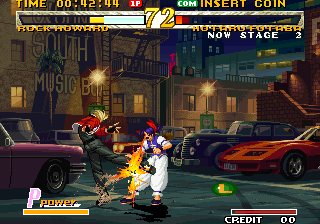 TIME 00:42:44 1P COM INSERT COIN
72
ROCK HOWARD HOTARU FUTABA
NOW STAGE 2
SOUTH
MUSIC BOX
P power
L
CREDIT 00